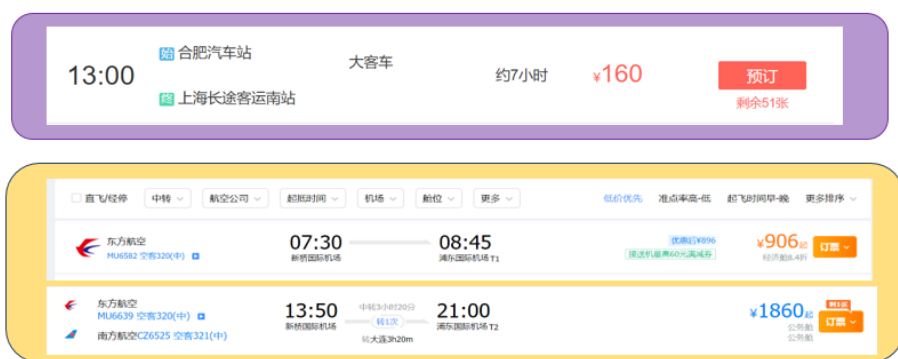 13:00
始 合肥汽车站
大客车
约7小时
¥160
预订
终 上海长途客运南站
剩余51张
直飞/经停 中转 航空公司 起抵时间 机场 舱位 更多 低价优先 准点率高-低 起飞时间早-晚 更多排序
东方航空
MU6582 空客320(中)
07:30
新桥国际机场
08:45
浦东国际机场 T1
优惠后¥896
接送机最高60元满减券
¥906起
经济舱8.4折
订票
东方航空
MU6639 空客320(中)
南方航空CZ6525 空客321(中)
13:50
新桥国际机场
中转3小时20分
转1次
转大连3h20m
21:00
浦东国际机场 T2
¥1860起
公务舱
公务舱
订票